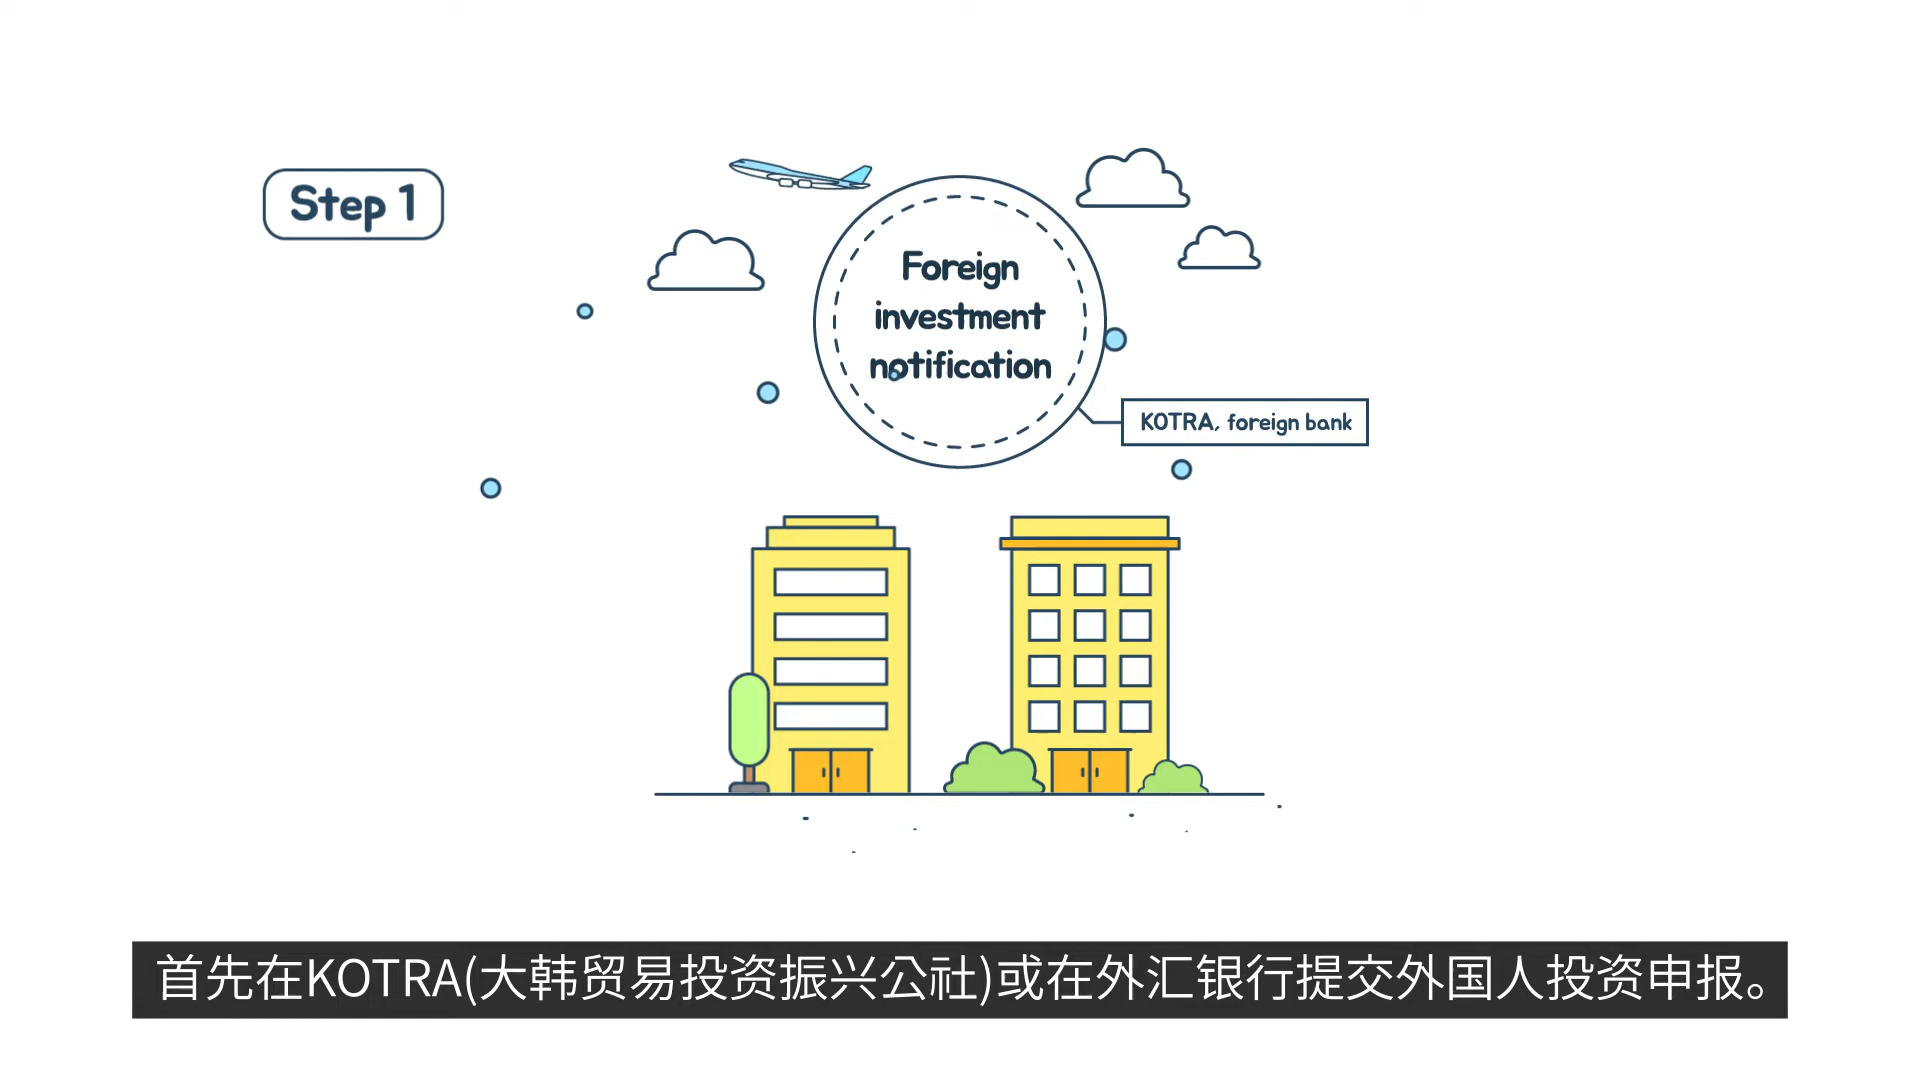 Step 1
Foreign
investment
notification
KOTRA, foreign bank
首先在KOTRA(大韩贸易投资振兴公社)或在外汇银行提交外国人投资申报。